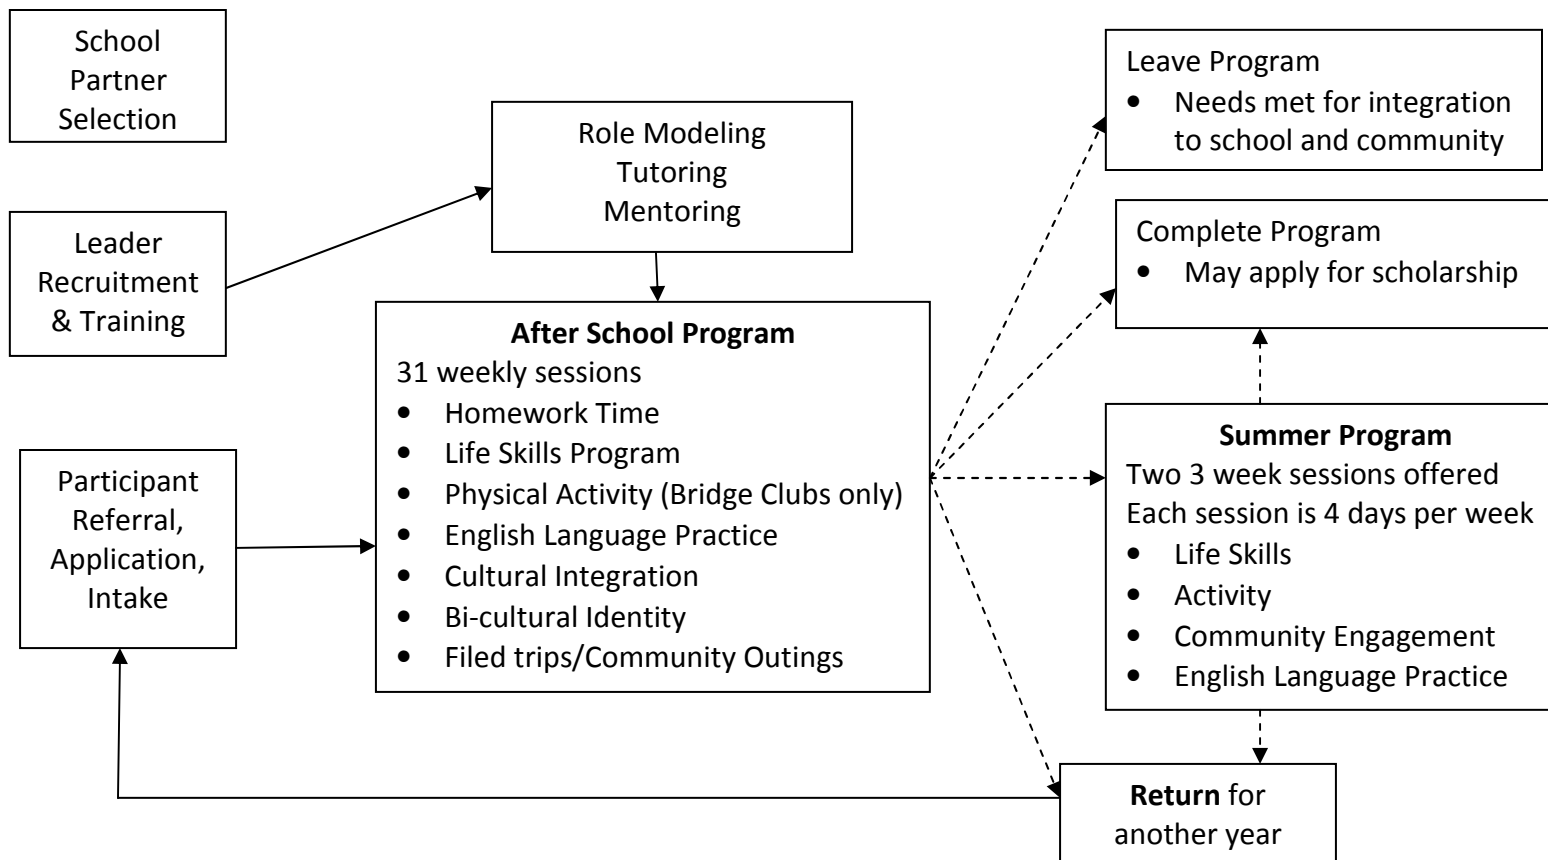 School
Partner
Selection
Leader
Recruitment
& Training
Participant
Referral,
Application,
Intake
Role Modeling
Tutoring
Mentoring
After School Program
31 weekly sessions
• Homework Time
• Life Skills Program
• Physical Activity (Bridge Clubs only)
• English Language Practice
• Cultural Integration
• Bi-cultural Identity
• Filed trips/Community Outings
Leave Program
• Needs met for integration
to school and community
Complete Program
• May apply for scholarship
Summer Program
Two 3 week sessions offered
Each session is 4 days per week
• Life Skills
• Activity
• Community Engagement
• English Language Practice
Return for
another year